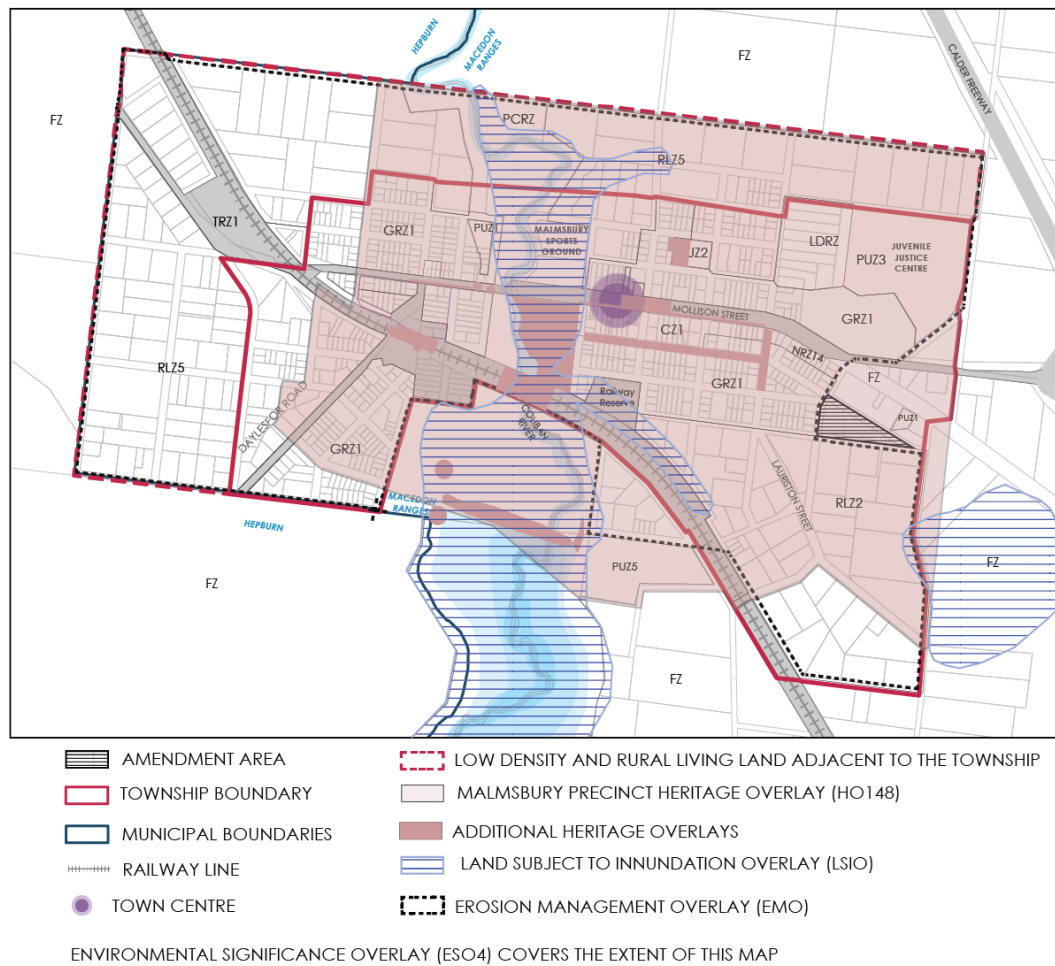 HEPBURN
MACEDON RANGES
FZ
CALDER FREEWAY
FZ
PCRZ
RLZ5
TRZ1
GRZ1
PUZ1
MALMSBURY
SPORTS
GROUND
JZ2
LDRZ
PUZ3
JUVENILE
JUSTICE
CENTRE
MOLLISON STREET
CZ1
GRZ1
NRZ14
RLZ5
GRZ1
FZ
Railway
Reserve
PUZ1
DAYLESFOR ROAD
COLIBAN
RIVER
GRZ1
LAURISTON STREET
RLZ2
MACEDON
RANGES
HEPBURN
FZ
PUZ5
FZ
FZ
AMENDMENT AREA
LOW DENSITY AND RURAL LIVING LAND ADJACENT TO THE TOWNSHIP
TOWNSHIP BOUNDARY
MALMSBURY PRECINCT HERITAGE OVERLAY (HO148)
MUNICIPAL BOUNDARIES
ADDITIONAL HERITAGE OVERLAYS
RAILWAY LINE
LAND SUBJECT TO INNUNDATION OVERLAY (LSIO)
TOWN CENTRE
EROSION MANAGEMENT OVERLAY (EMO)
ENVIRONMENTAL SIGNIFICANCE OVERLAY (ESO4) COVERS THE EXTENT OF THIS MAP